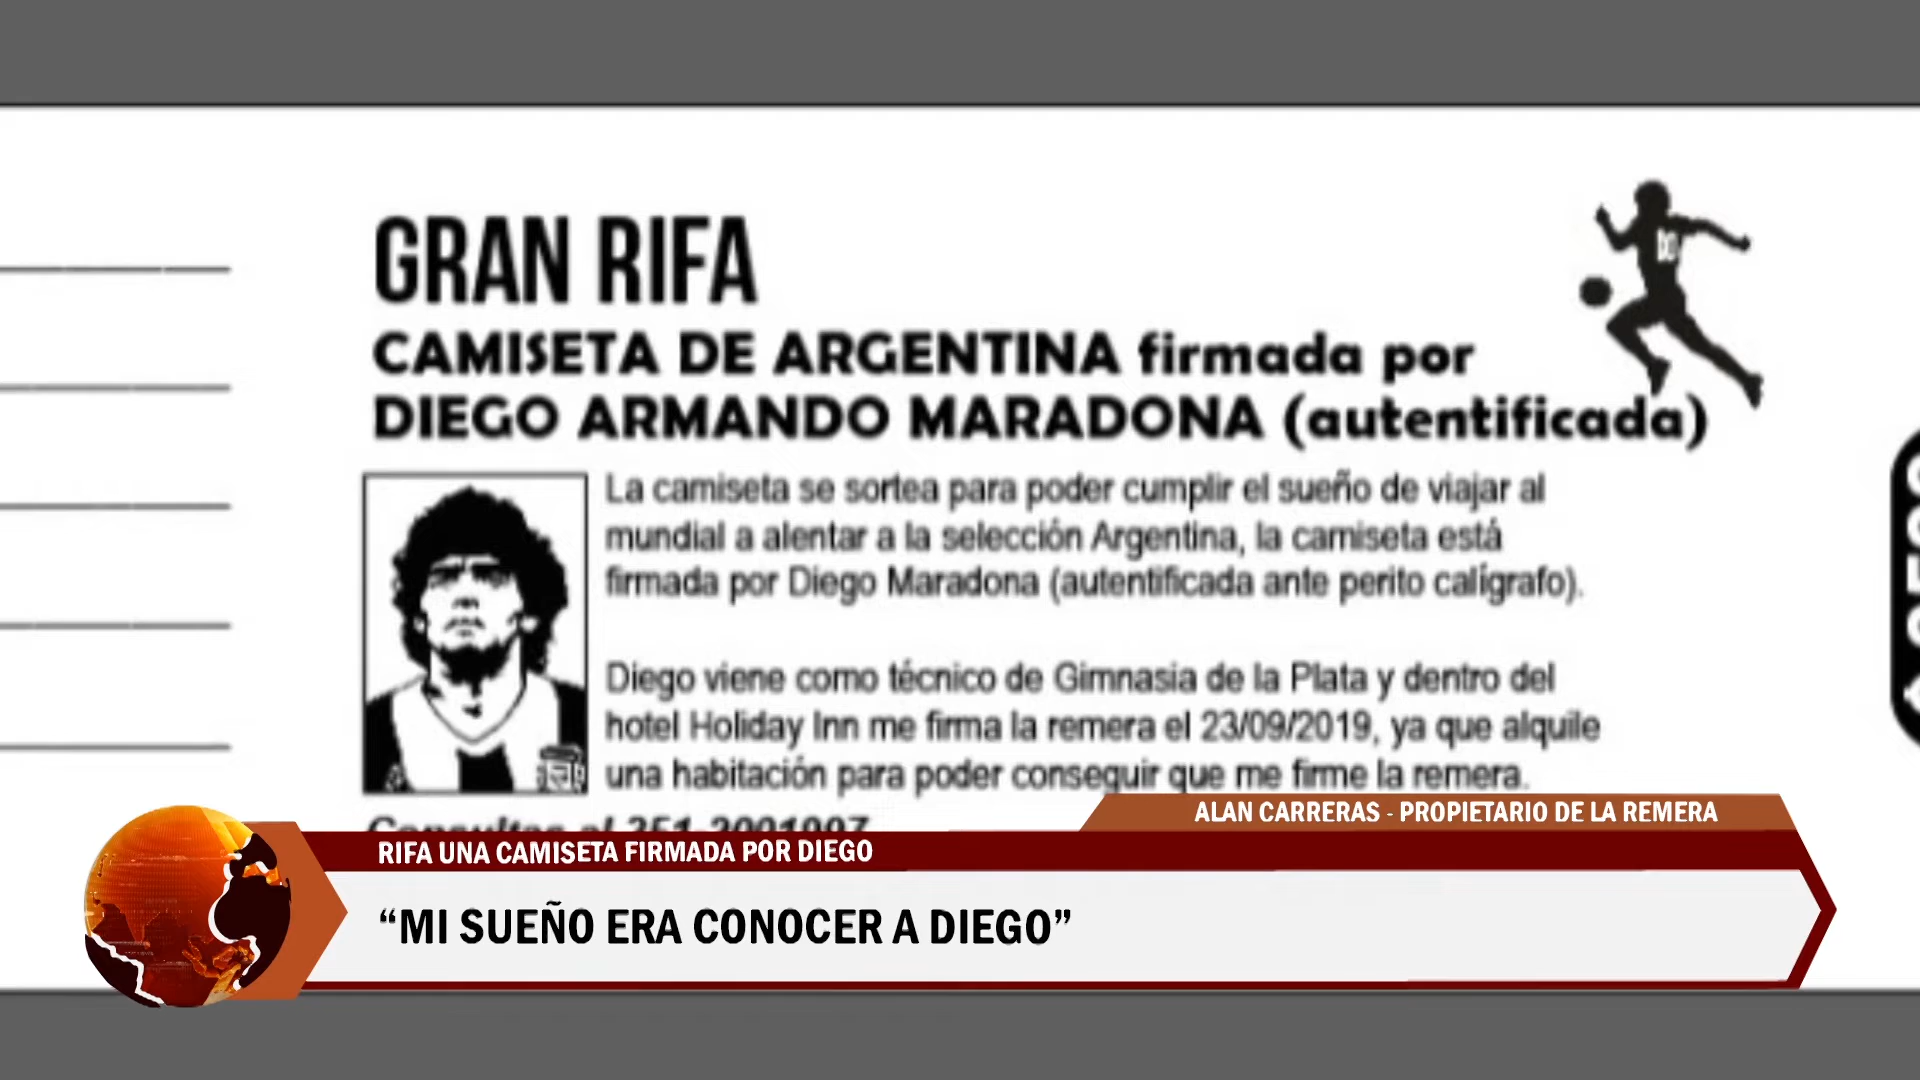 GRAN RIFA
CAMISETA DE ARGENTINA firmada por
DIEGO ARMANDO MARADONA (autentificada)
La camiseta se sortea para poder cumplir el sueño de viajar al
mundial a alentar a la selección Argentina, la camiseta está
firmada por Diego Maradona (autentificada ante perito calígrafo).
Diego viene como técnico de Gimnasia de la Plata y dentro del
hotel Holiday Inn me firma la remera el 23/09/2019, ya que alquile
una habitación para poder conseguir que me firme la remera.
ALAN CARRERAS - PROPIETARIO DE LA REMERA
RIFA UNA CAMISETA FIRMADA POR DIEGO
“MI SUEÑO ERA CONOCER A DIEGO”